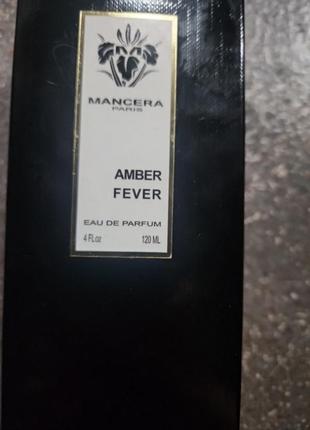 MANCERA
PARIS
AMBER
FEVER
EAU DE PARFUM
4 FL.oz 120 ML